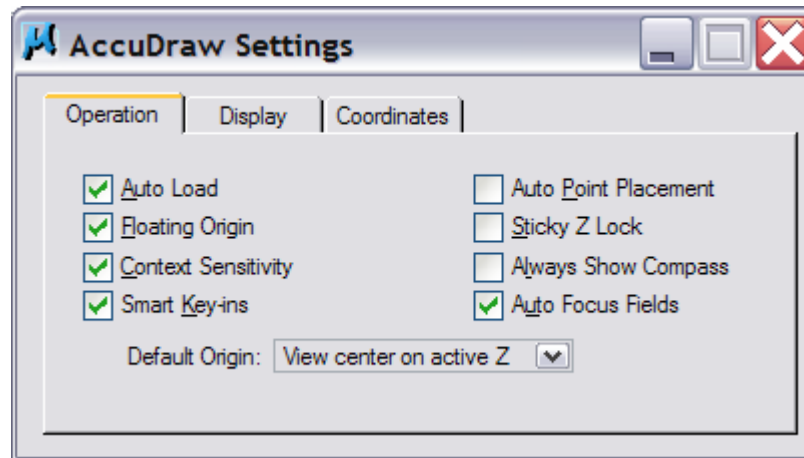 AccuDraw Settings
Operation Display Coordinates
Auto Load Auto Point Placement
Floating Origin Sticky Z Lock
Context Sensitivity Always Show Compass
Smart Key-ins Auto Focus Fields
Default Origin: View center on active Z